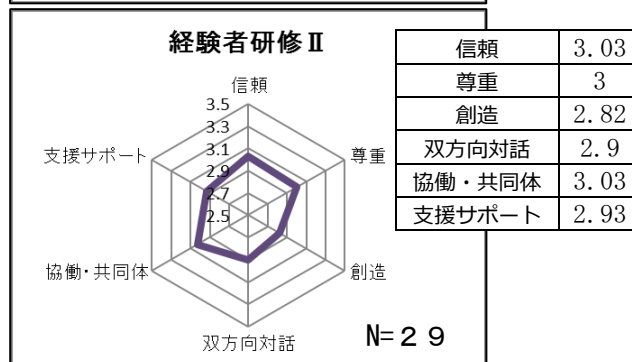 経験者研修Ⅱ
信頼
3.5
3.3
3.1
2.9
2.7
2.5
尊重
創造
双方向対話
協働・共同体
支援サポート
N=29
信頼 3.03
尊重 3
創造 2.82
双方向対話 2.9
協働・共同体 3.03
支援サポート 2.93